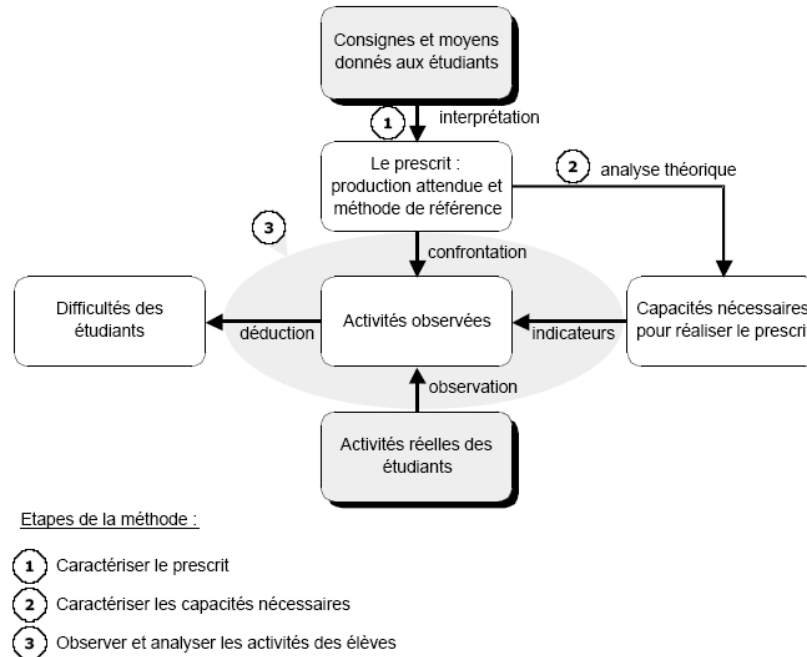 Consignes et moyens
donnés aux étudiants
1
interprétation
Le prescrit :
production attendue et
méthode de référence
2
analyse théorique
3
confrontation
Difficultés des
étudiants
déduction
Activités observées
indicateurs
Capacités nécessaires
pour réaliser le prescrit
observation
Activités réelles des
étudiants
Etapes de la méthode :
1 Caractériser le prescrit
2 Caractériser les capacités nécessaires
3 Observer et analyser les activités des élèves